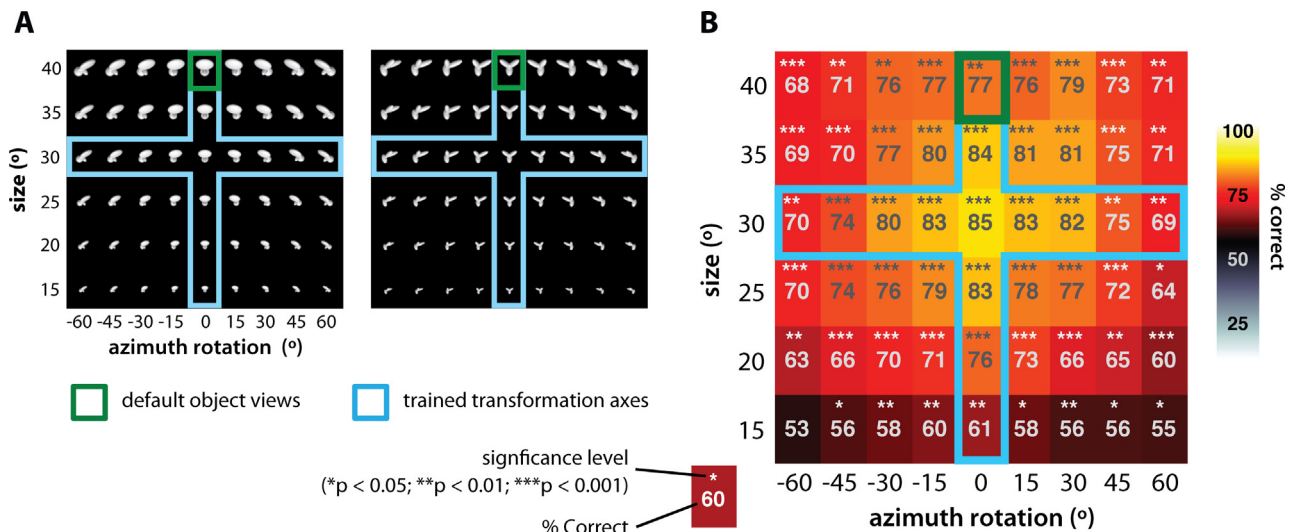 A
size (º)
40
35
30
25
20
15
-60 -45 -30 -15 0 15 30 45 60
azimuth rotation (º)
default object views
trained transformation axes
signficance level
(*p < 0.05; **p < 0.01; ***p < 0.001)
*
60
% Correct
B
size (º)
*** ** ** ** ** ** *** *** **
40 68 71 76 77 77 76 79 73 71
*** *** *** *** *** *** *** *** **
35 69 70 77 80 84 81 81 75 71
** *** *** *** *** *** *** ** **
30 70 74 80 83 85 83 82 75 69
*** *** *** *** *** *** *** *** *
25 70 74 76 79 83 78 77 72 64
** *** *** *** *** *** ** ** ***
20 63 66 70 71 76 73 66 65 60
* ** ** ** * ** * *
15 53 56 58 60 61 58 56 56 55
-60 -45 -30 -15 0 15 30 45 60
azimuth rotation (º)
100
75
50
25
% correct